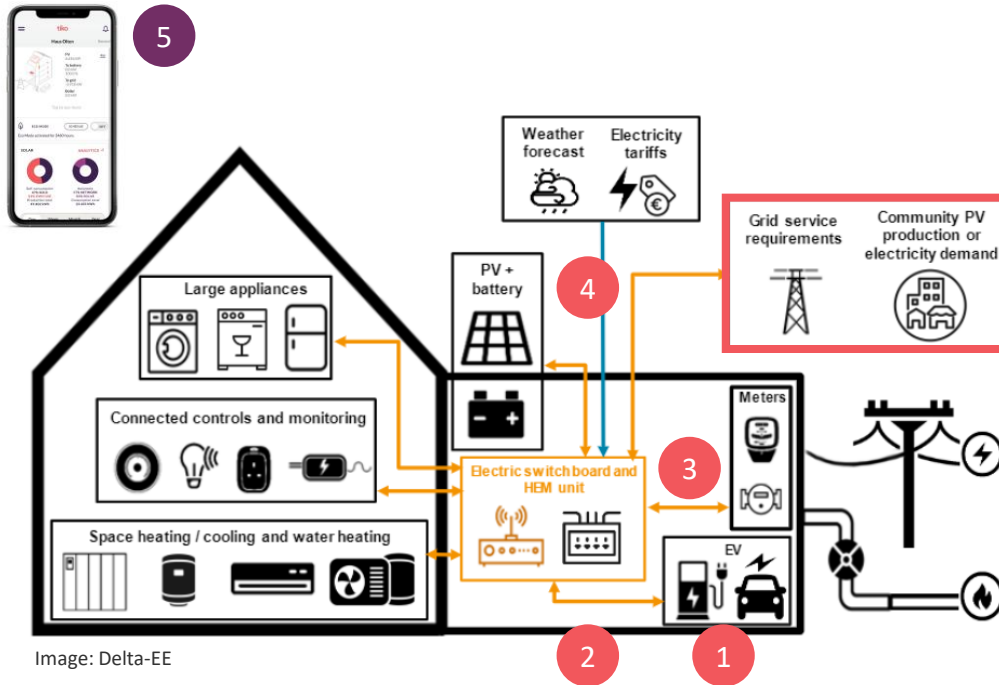 5
tiko
Weather
forecast
Electricity
tariffs
Grid service
requirements
Community PV
production or
electricity demand
PV +
battery
4
Large appliances
Connected controls and monitoring
Meters
Electric switch board and
HEM unit
3
Space heating / cooling and water heating
EV
2
1
Image: Delta-EE